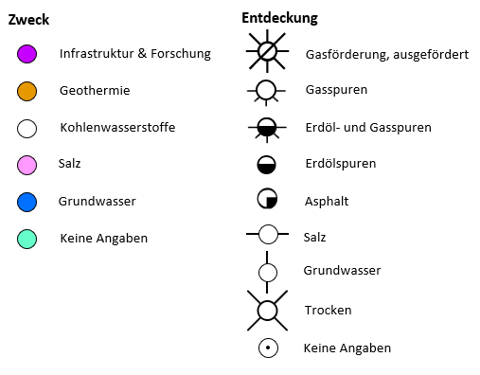 Zweck
Infrastruktur & Forschung
Geothermie
Kohlenwasserstoffe
Salz
Grundwasser
Keine Angaben
Entdeckung
Gasförderung, ausgefördert
Gasspuren
Erdöl- und Gasspuren
Erdölspuren
Asphalt
Salz
Grundwasser
Trocken
Keine Angaben